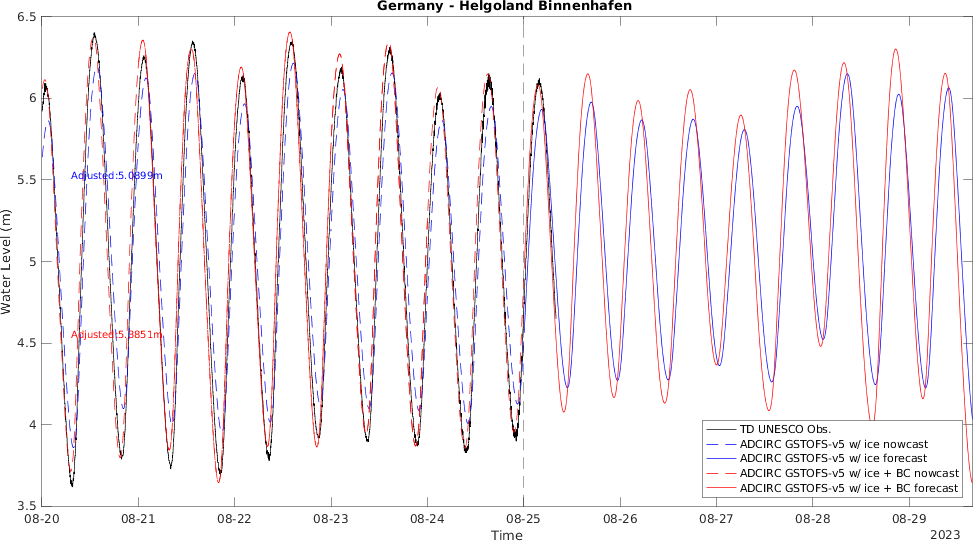 Germany - Helgoland Binnenhafen
6.5
6
5.5
5
4.5
4
3.5
Water Level (m)
Adjusted:5.0899m
Adjusted:5.3851m
TD UNESCO Obs.
ADCIRC GSTOFS-v5 w/ ice nowcast
ADCIRC GSTOFS-v5 w/ ice forecast
ADCIRC GSTOFS-v5 w/ ice + BC nowcast
ADCIRC GSTOFS-v5 w/ ice + BC forecast
08-20 08-21 08-22 08-23 08-24 08-25 08-26 08-27 08-28 08-29
Time
2023